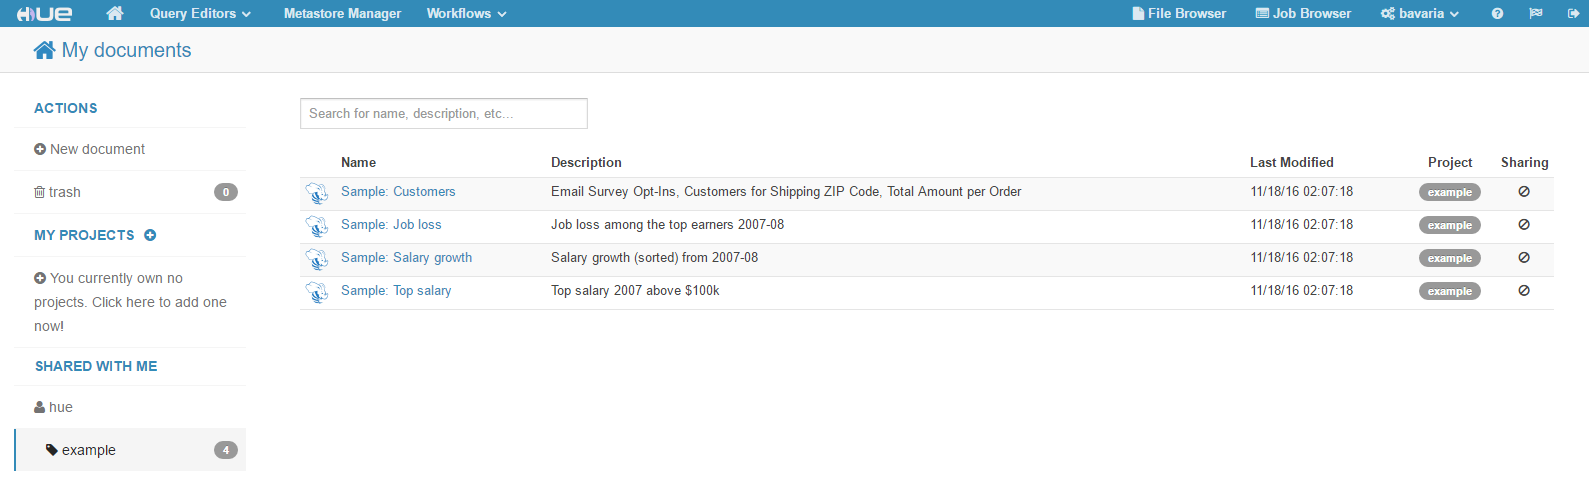 HUE Query Editors Metastore Manager Workflows File Browser Job Browser bavaria
My documents
ACTIONS
New document
trash 0
MY PROJECTS
You currently own no
projects. Click here to add one
now!
SHARED WITH ME
hue
example 4
Search for name, description, etc...
Name Description Last Modified Project Sharing
Sample: Customers Email Survey Opt-Ins, Customers for Shipping ZIP Code, Total Amount per Order 11/18/16 02:07:18 example
Sample: Job loss Job loss among the top earners 2007-08 11/18/16 02:07:18 example
Sample: Salary growth Salary growth (sorted) from 2007-08 11/18/16 02:07:18 example
Sample: Top salary Top salary 2007 above $100k 11/18/16 02:07:18 example